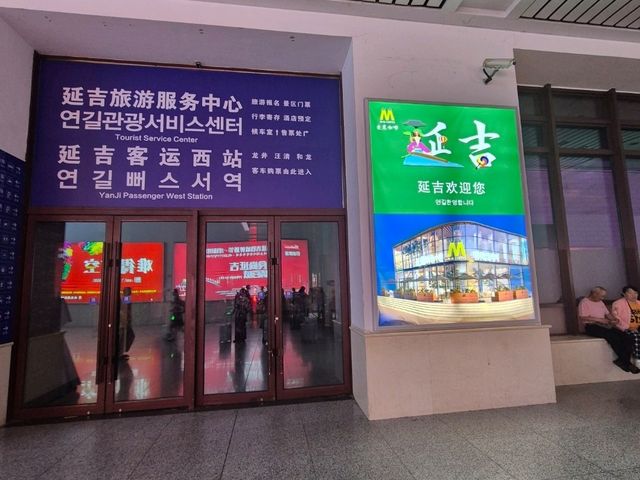 延吉旅游服务中心
연길관광서비스센터
Tourist Service Center
延吉客运西站
연길뻐스서역
YanJi Passenger West Station
旅游报名 景区门票
行李寄存 酒店预定
候车室！售票处广
龙井 汪清 和龙
客车购票由此进入
延吉
延吉欢迎您
연길환영합니다